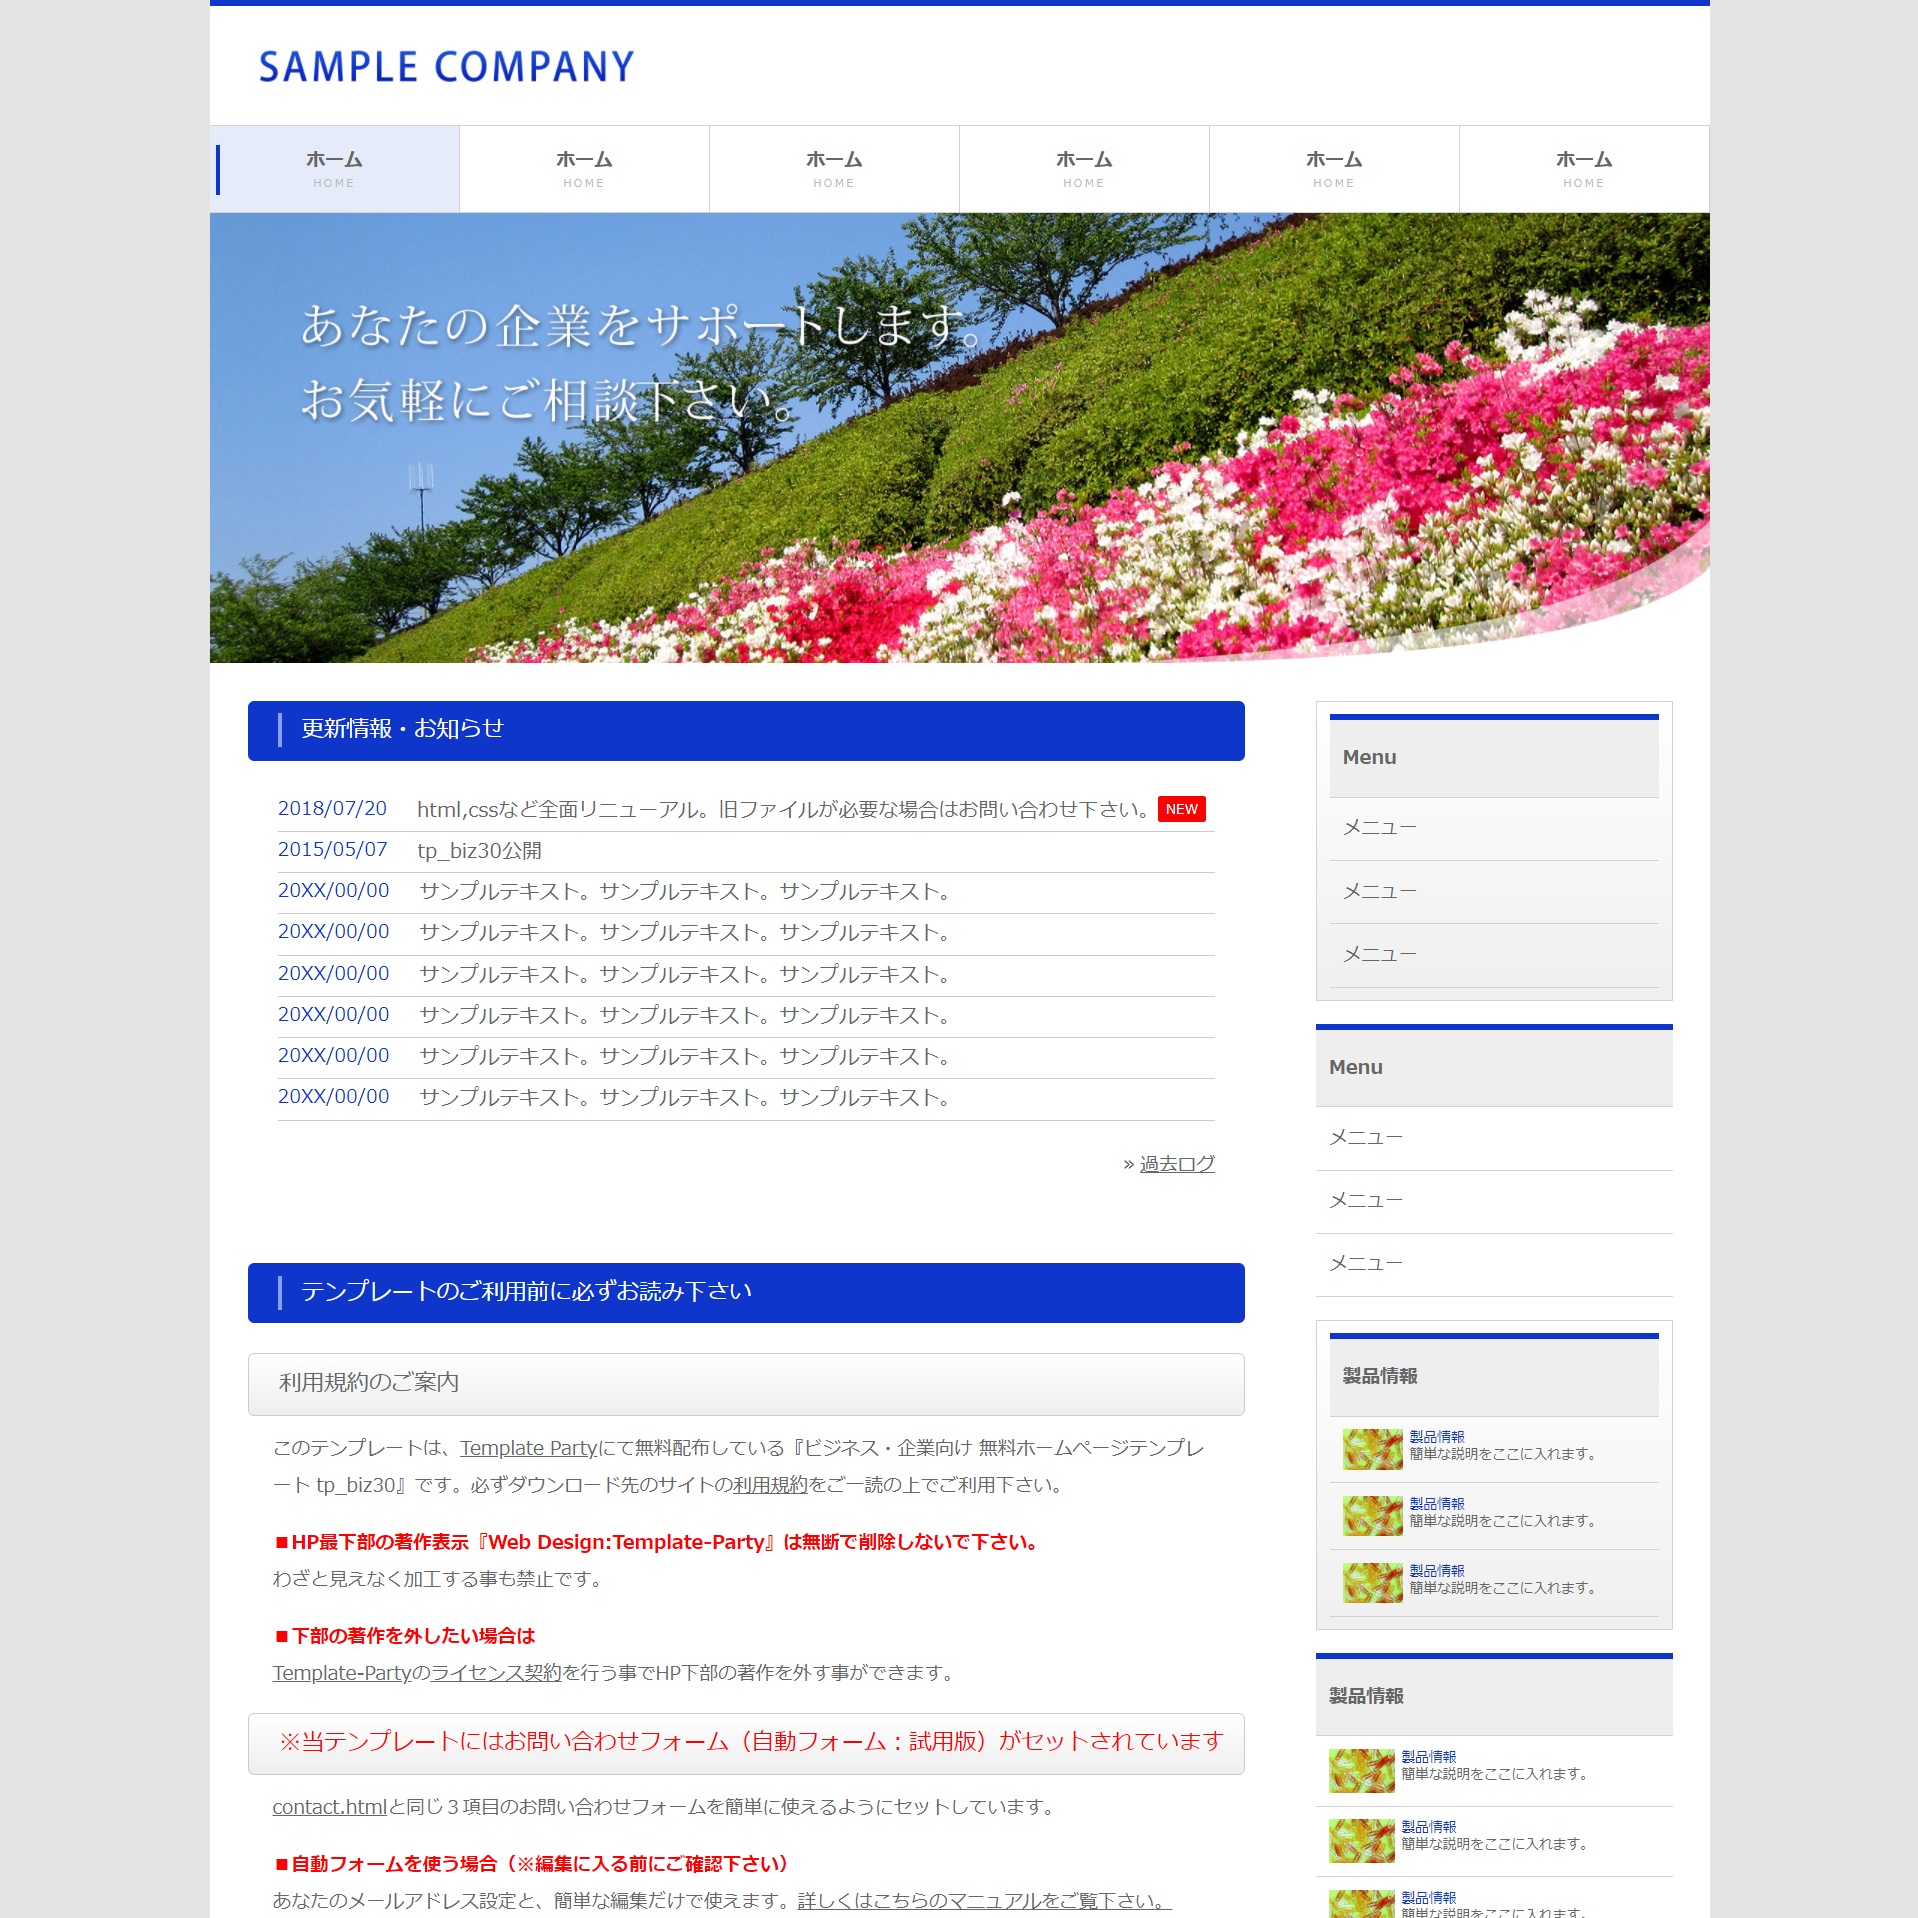 SAMPLE COMPANY
ホーム ホーム ホーム ホーム ホーム ホーム
HOME HOME HOME HOME HOME HOME
あなたの企業をサポートします。
お気軽にご相談下さい。
更新情報・お知らせ
2018/07/20 html,cssなど全面リニューアル。旧ファイルが必要な場合はお問い合わせ下さい。 NEW
2015/05/07 tp_biz30公開
20XX/00/00 サンプルテキスト。サンプルテキスト。サンプルテキスト。
20XX/00/00 サンプルテキスト。サンプルテキスト。サンプルテキスト。
20XX/00/00 サンプルテキスト。サンプルテキスト。サンプルテキスト。
20XX/00/00 サンプルテキスト。サンプルテキスト。サンプルテキスト。
20XX/00/00 サンプルテキスト。サンプルテキスト。サンプルテキスト。
20XX/00/00 サンプルテキスト。サンプルテキスト。サンプルテキスト。
» 過去ログ
テンプレートのご利用前に必ずお読み下さい
利用規約のご案内
このテンプレートは、Template Partyにて無料配布している『ビジネス・企業向け 無料ホームページテンプレ
ート tp_biz30』です。必ずダウンロード先のサイトの利用規約をご一読の上でご利用下さい。
■HP最下部の著作表示『Web Design:Template-Party』は無断で削除しないで下さい。
わざと見えなく加工する事も禁止です。
■下部の著作を外したい場合は
Template-Partyのライセンス契約を行う事でHP下部の著作を外す事ができます。
※当テンプレートにはお問い合わせフォーム（自動フォーム：試用版）がセットされています
contact.htmlと同じ３項目のお問い合わせフォームを簡単に使えるようにセットしています。
■自動フォームを使う場合（※編集に入る前にご確認下さい）
あなたのメールアドレス設定と、簡単な編集だけで使えます。詳しくはこちらのマニュアルをご覧下さい。
Menu
メニュー
メニュー
メニュー
Menu
メニュー
メニュー
メニュー
製品情報
製品情報
簡単な説明をここに入れます。
製品情報
簡単な説明をここに入れます。
製品情報
簡単な説明をここに入れます。
製品情報
製品情報
簡単な説明をここに入れます。
製品情報
簡単な説明をここに入れます。
製品情報
簡単な説明をここに入れます。